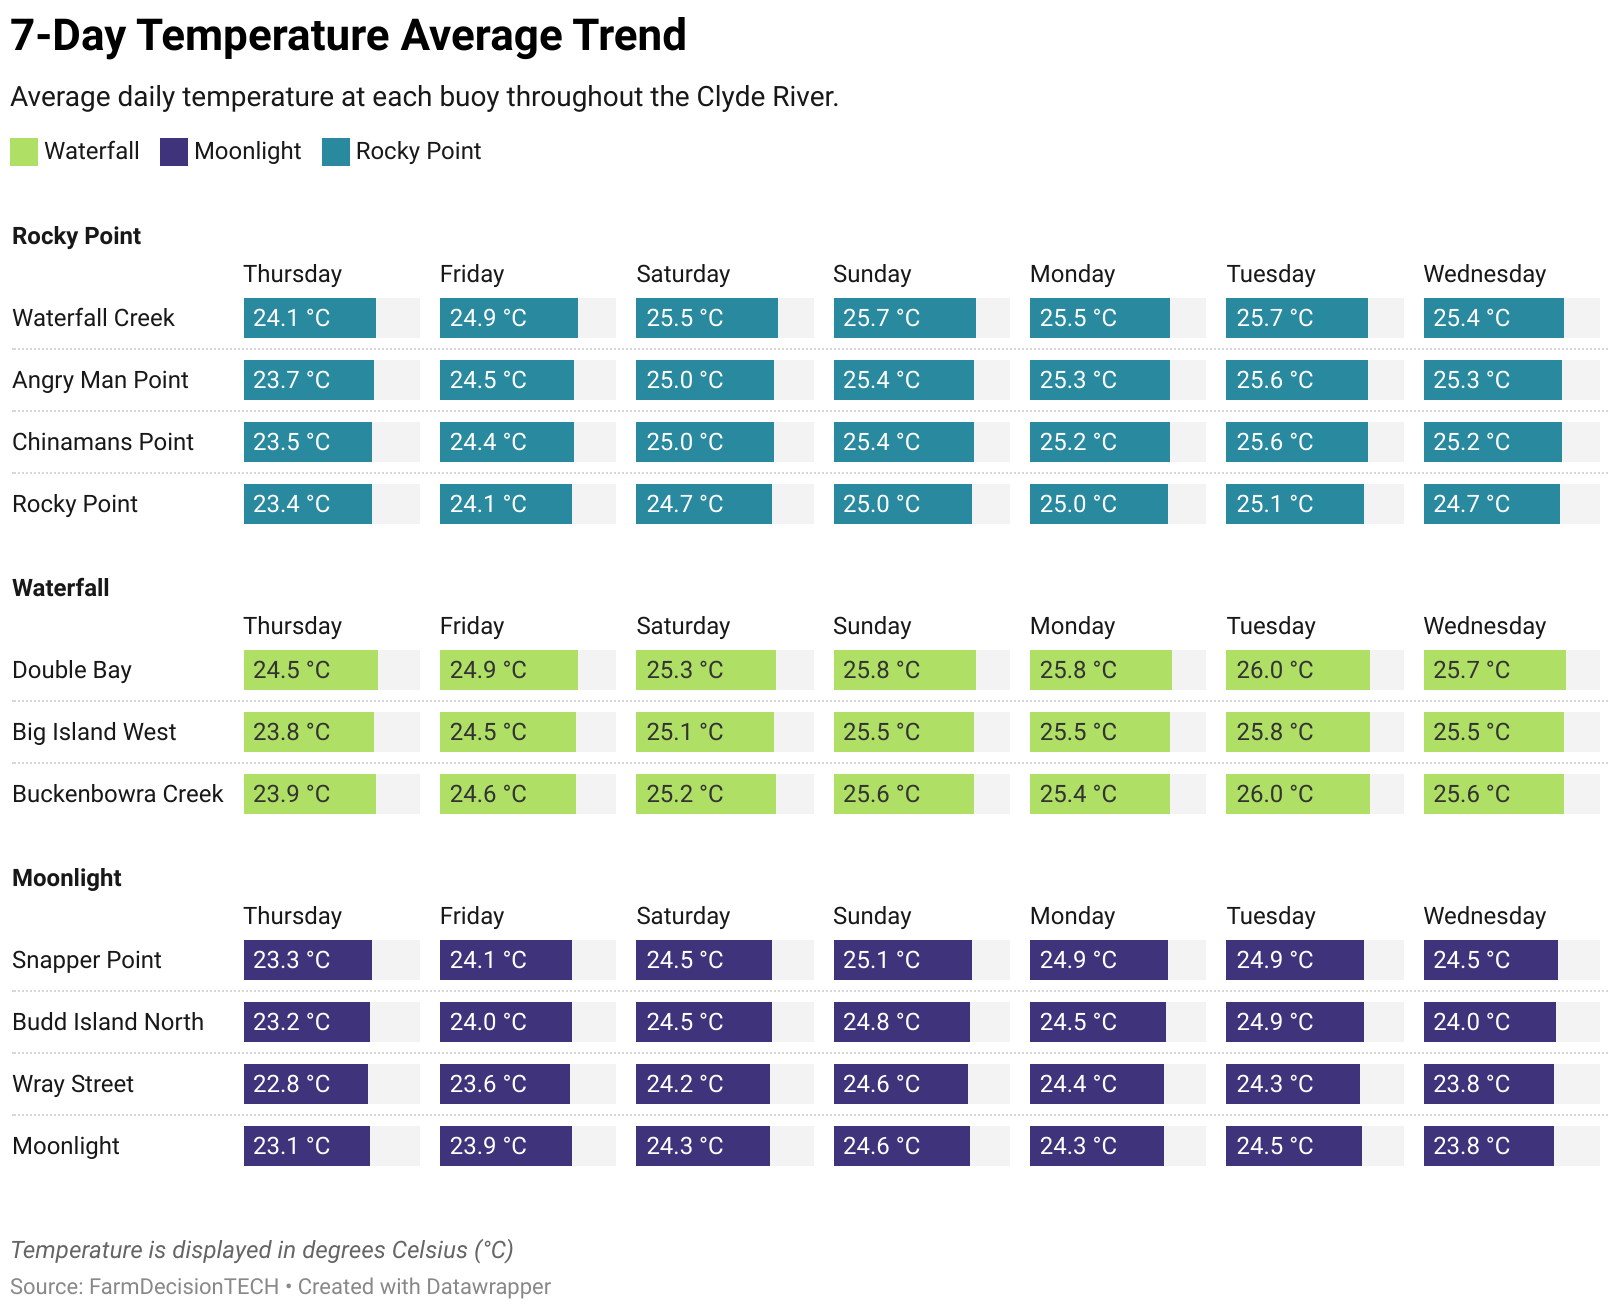 7-Day Temperature Average Trend
Average daily temperature at each buoy throughout the Clyde River.
Waterfall Moonlight Rocky Point
Rocky Point
Thursday Friday Saturday Sunday Monday Tuesday Wednesday
Waterfall Creek 24.1 °C 24.9 °C 25.5 °C 25.7 °C 25.5 °C 25.7 °C 25.4 °C
Angry Man Point 23.7 °C 24.5 °C 25.0 °C 25.4 °C 25.3 °C 25.6 °C 25.3 °C
Chinamans Point 23.5 °C 24.4 °C 25.0 °C 25.4 °C 25.2 °C 25.6 °C 25.2 °C
Rocky Point 23.4 °C 24.1 °C 24.7 °C 25.0 °C 25.0 °C 25.1 °C 24.7 °C
Waterfall
Thursday Friday Saturday Sunday Monday Tuesday Wednesday
Double Bay 24.5 °C 24.9 °C 25.3 °C 25.8 °C 25.8 °C 26.0 °C 25.7 °C
Big Island West 23.8 °C 24.5 °C 25.1 °C 25.5 °C 25.5 °C 25.8 °C 25.5 °C
Buckenbowra Creek 23.9 °C 24.6 °C 25.2 °C 25.6 °C 25.4 °C 26.0 °C 25.6 °C
Moonlight
Thursday Friday Saturday Sunday Monday Tuesday Wednesday
Snapper Point 23.3 °C 24.1 °C 24.5 °C 25.1 °C 24.9 °C 24.9 °C 24.5 °C
Budd Island North 23.2 °C 24.0 °C 24.5 °C 24.8 °C 24.5 °C 24.9 °C 24.0 °C
Wray Street 22.8 °C 23.6 °C 24.2 °C 24.6 °C 24.4 °C 24.3 °C 23.8 °C
Moonlight 23.1 °C 23.9 °C 24.3 °C 24.6 °C 24.3 °C 24.5 °C 23.8 °C
Temperature is displayed in degrees Celsius (°C)
Source: FarmDecisionTECH • Created with Datawrapper